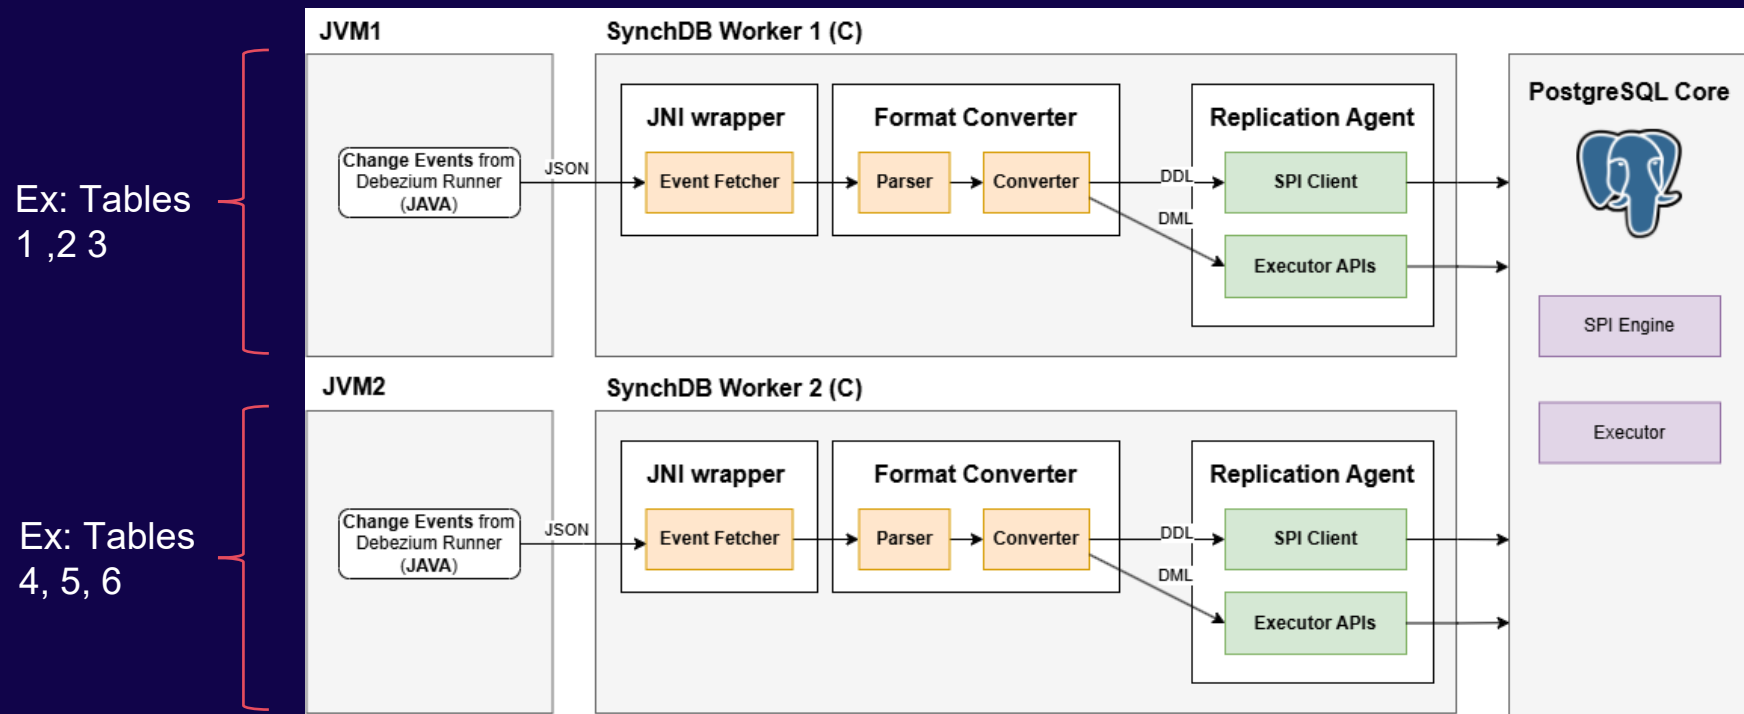 JVM1
SynchDB Worker 1 (C)
PostgreSQL Core
JNI wrapper
Format Converter
Replication Agent
Change Events from
Debezium Runner
(JAVA)
JSON
Event Fetcher
Parser
Converter
DDL
DML
SPI Client
Executor APIs
Ex: Tables
1 ,2 3
SPI Engine
Executor
JVM2
SynchDB Worker 2 (C)
JNI wrapper
Format Converter
Replication Agent
Change Events from
Debezium Runner
(JAVA)
JSON
Event Fetcher
Parser
Converter
DDL
DML
SPI Client
Executor APIs
Ex: Tables
4, 5, 6